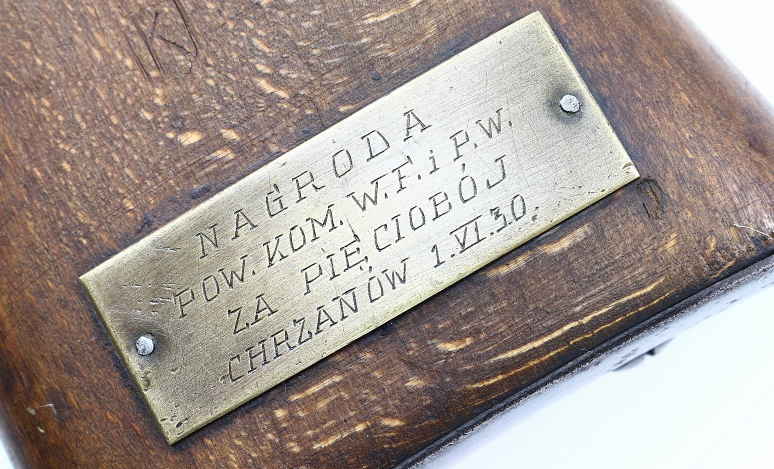 NAGRODA
POW. KOM. W.F. i P.W.
ZA PIĘCIOBÓJ
CHRZANÓW 1.VI.30.